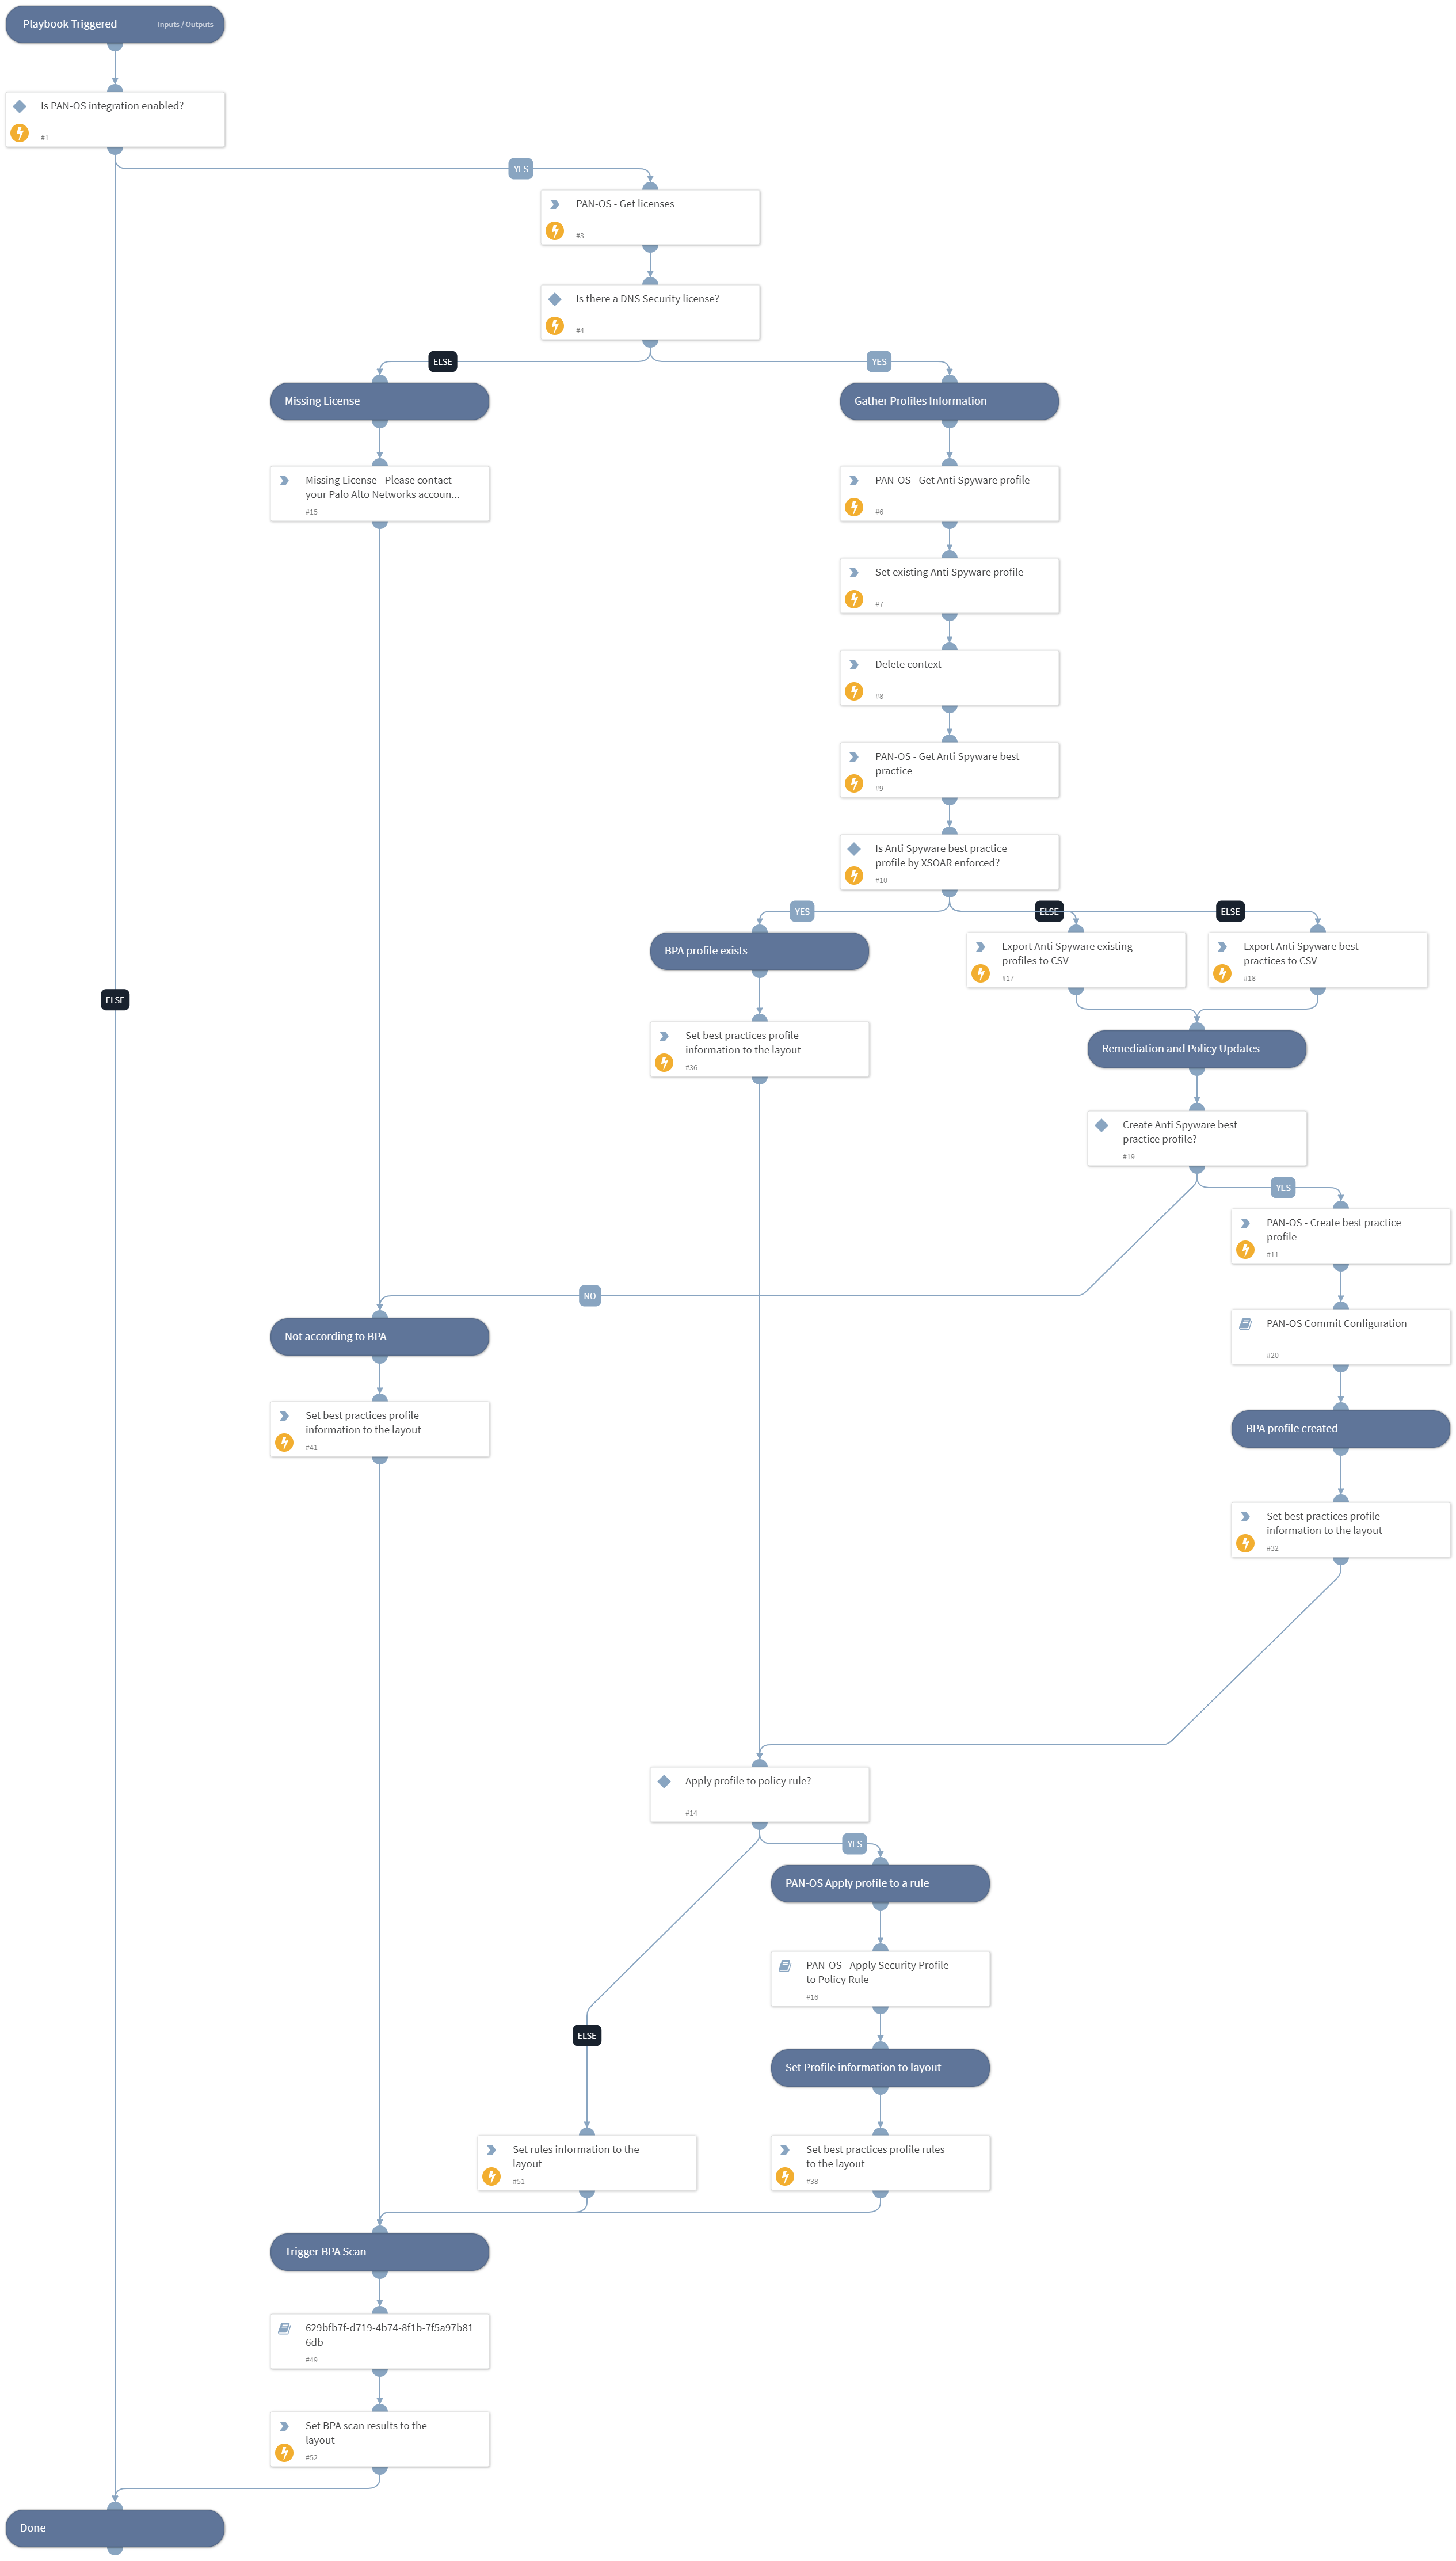 Playbook Triggered
Inputs / Outputs
Is PAN-OS integration enabled?
#1
YES
PAN-OS - Get licenses
#3
Is there a DNS Security license?
#4
ELSE
YES
Missing License
Gather Profiles Information
Missing License - Please contact
your Palo Alto Networks accoun...
#15
PAN-OS - Get Anti Spyware profile
#6
Set existing Anti Spyware profile
#7
Delete context
#8
PAN-OS - Get Anti Spyware best
practice
#9
Is Anti Spyware best practice
profile by XSOAR enforced?
#10
YES
ELSE
ELSE
BPA profile exists
Export Anti Spyware existing
profiles to CSV
#17
Export Anti Spyware best
practices to CSV
#18
ELSE
Set best practices profile
information to the layout
#36
Remediation and Policy Updates
Create Anti Spyware best
practice profile?
#19
YES
PAN-OS - Create best practice
profile
#11
NO
Not according to BPA
PAN-OS Commit Configuration
#20
Set best practices profile
information to the layout
#41
BPA profile created
Set best practices profile
information to the layout
#32
Apply profile to policy rule?
#14
YES
PAN-OS Apply profile to a rule
PAN-OS - Apply Security Profile
to Policy Rule
#16
ELSE
Set Profile information to layout
Set rules information to the
layout
#51
Set best practices profile rules
to the layout
#38
Trigger BPA Scan
629bfb7f-d719-4b74-8f1b-7f5a97b81
6db
#49
Set BPA scan results to the
layout
#52
Done